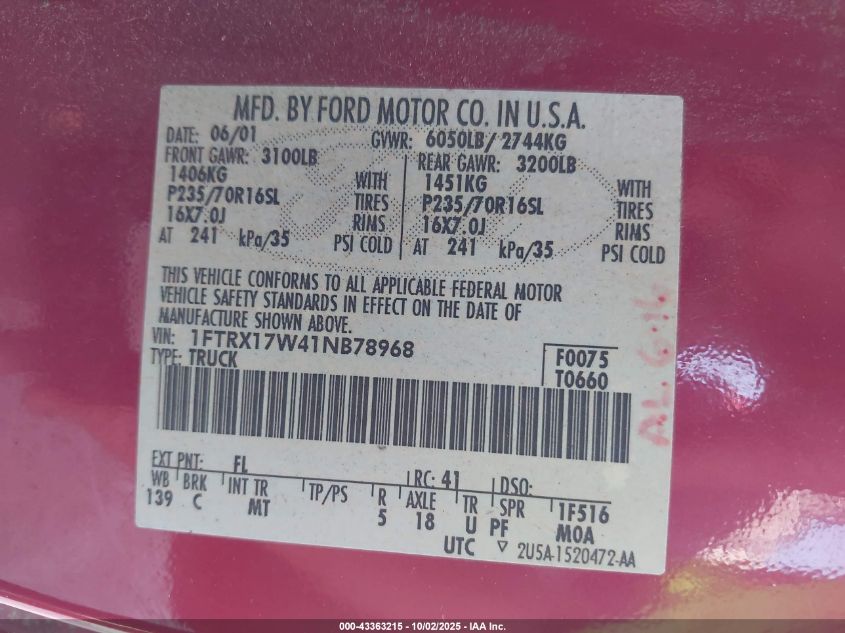 MFD. BY FORD MOTOR CO. IN U.S.A.
DATE: 06/01 GVWR: 6050LB/ 2744KG
FRONT GAWR: 3100LB REAR GAWR: 3200LB
1406KG WITH 1451KG WITH
P235/70R16SL TIRES P235/70R16SL TIRES
16X7.0J RIMS 16X7.0J RIMS
AT 241 kPa/35 PSI COLD AT 241 kPa/35 PSI COLD
THIS VEHICLE CONFORMS TO ALL APPLICABLE FEDERAL MOTOR
VEHICLE SAFETY STANDARDS IN EFFECT ON THE DATE OF
MANUFACTURE SHOWN ABOVE.
VIN: 1FTRX17W41NB78968 F0075
TYPE: TRUCK T0660
EXT PNT: FL RC: 41 DSO:
WB BRK INT TR TP/PS R AXLE TR SPR 1F516
139 C MT 5 18 U PF MOA
UTC ▽ 2U5A-1520472-AA
AL 6-16
000-43363215 - 10/02/2025 - IAA Inc.